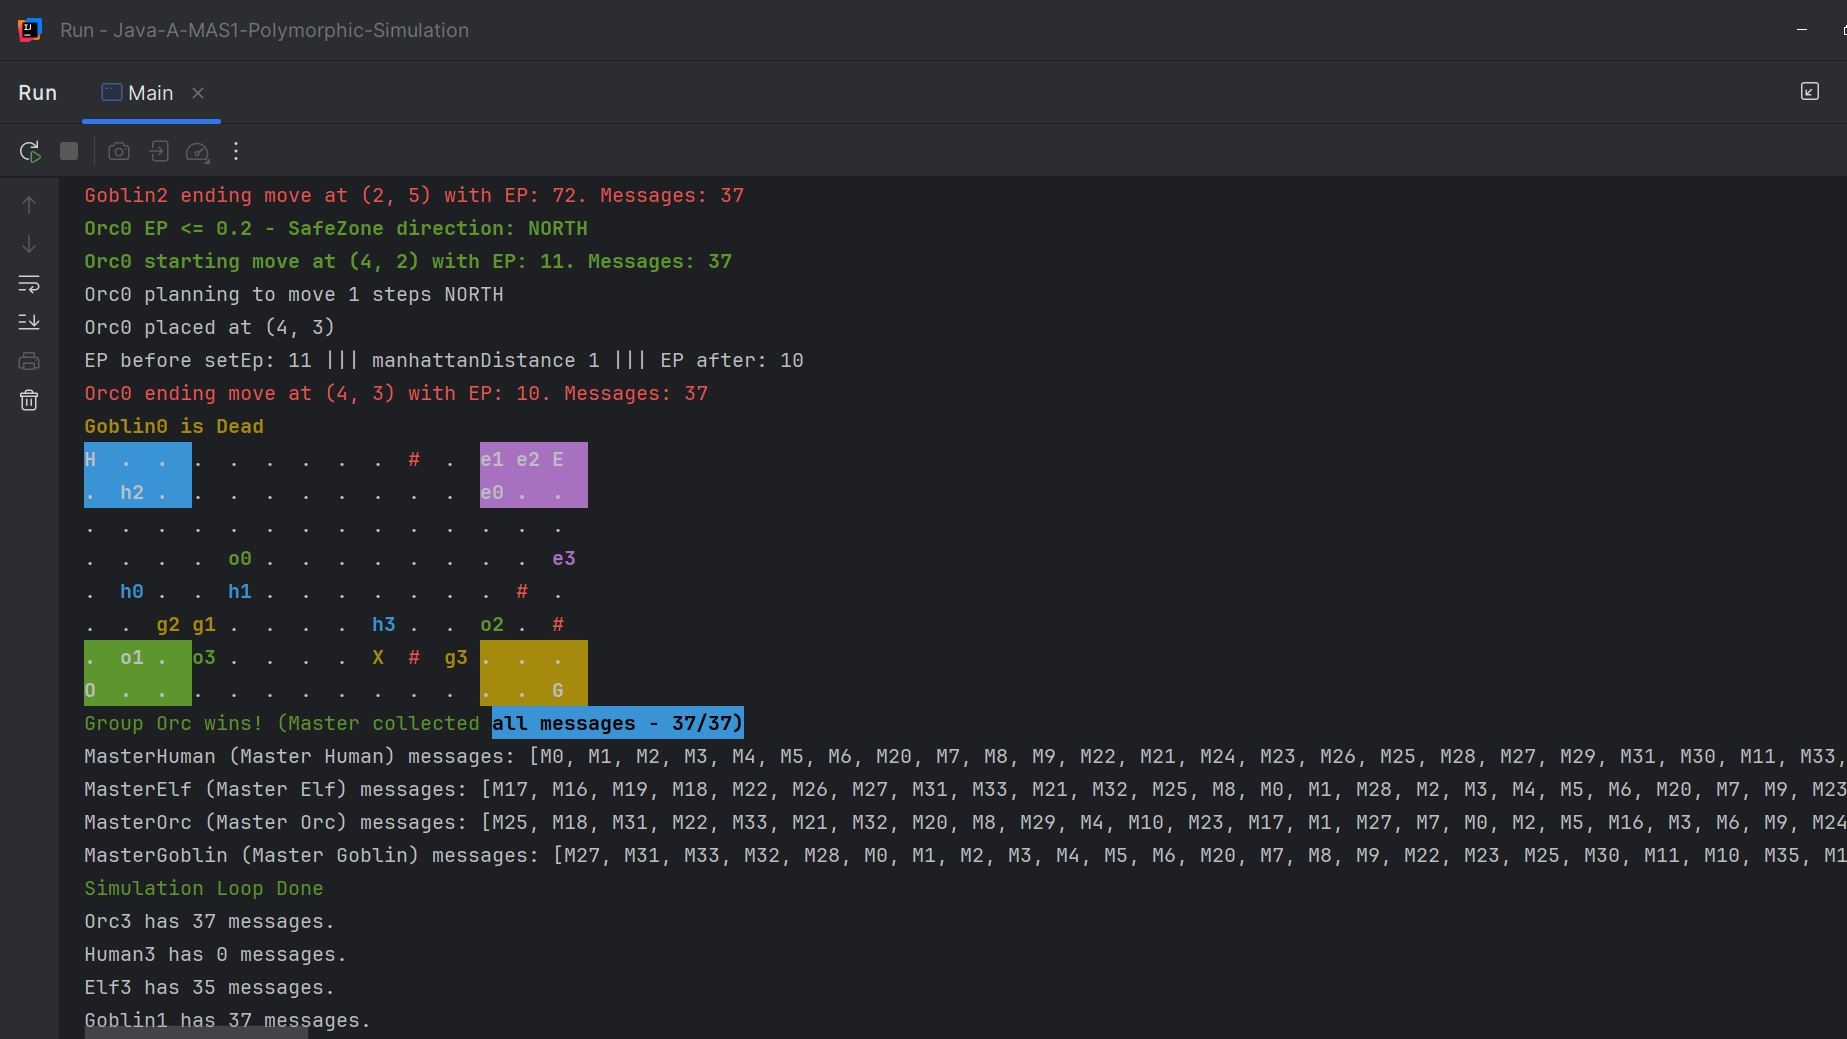 Run - Java-A-MAS1-Polymorphic-Simulation
Run Main
Goblin2 ending move at (2, 5) with EP: 72. Messages: 37
Orc0 EP <= 0.2 - SafeZone direction: NORTH
Orc0 starting move at (4, 2) with EP: 11. Messages: 37
Orc0 planning to move 1 steps NORTH
Orc0 placed at (4, 3)
EP before setEp: 11 ||| manhattanDistance 1 ||| EP after: 10
Orc0 ending move at (4, 3) with EP: 10. Messages: 37
Goblin0 is Dead
H  .  .  .  .  .  .  .  .  #  .  e1 e2 E
.  h2 .  .  .  .  .  .  .  .  .  e0 .  .
.  .  .  .  .  .  .  .  .  .  .  .  .  .
.  .  .  .  o0 .  .  .  .  .  .  .  .  e3
.  h0 .  .  h1 .  .  .  .  .  .  .  #  .
.  .  g2 g1 .  .  .  .  h3 .  .  o2 .  #
.  o1 .  o3 .  .  .  .  X  #  g3 .  .  .
O  .  .  .  .  .  .  .  .  .  .  .  .  G
Group Orc wins! (Master collected all messages - 37/37)
MasterHuman (Master Human) messages: [M0, M1, M2, M3, M4, M5, M6, M20, M7, M8, M9, M22, M21, M24, M23, M26, M25, M28, M27, M29, M31, M30, M11, M33,
MasterElf (Master Elf) messages: [M17, M16, M19, M18, M22, M26, M27, M31, M33, M21, M32, M25, M8, M0, M1, M28, M2, M3, M4, M5, M6, M20, M7, M9, M23
MasterOrc (Master Orc) messages: [M25, M18, M31, M22, M33, M21, M32, M20, M8, M29, M4, M10, M23, M17, M1, M27, M7, M0, M2, M5, M16, M3, M6, M9, M24
MasterGoblin (Master Goblin) messages: [M27, M31, M33, M32, M28, M0, M1, M2, M3, M4, M5, M6, M20, M7, M8, M9, M22, M23, M25, M30, M11, M10, M35, M1
Simulation Loop Done
Orc3 has 37 messages.
Human3 has 0 messages.
Elf3 has 35 messages.
Goblin1 has 37 messages.